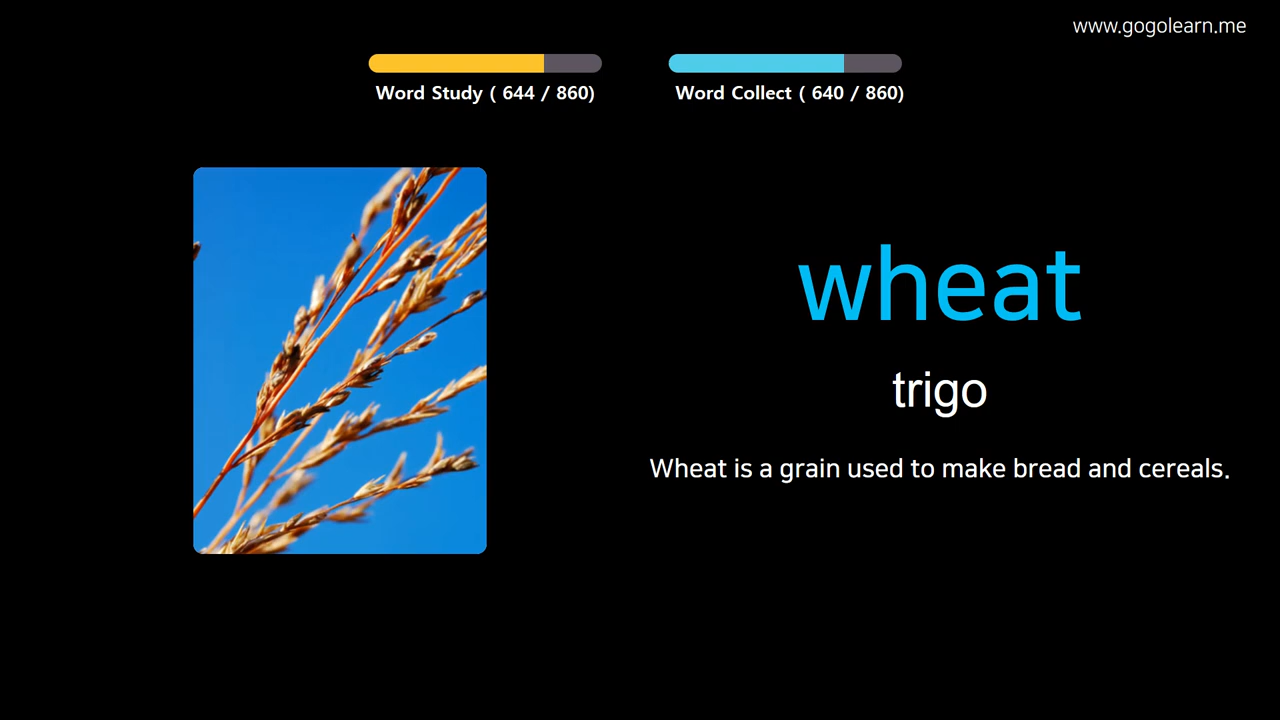 www.gogolearn.me
Word Study ( 644 / 860)
Word Collect ( 640 / 860)
wheat
trigo
Wheat is a grain used to make bread and cereals.